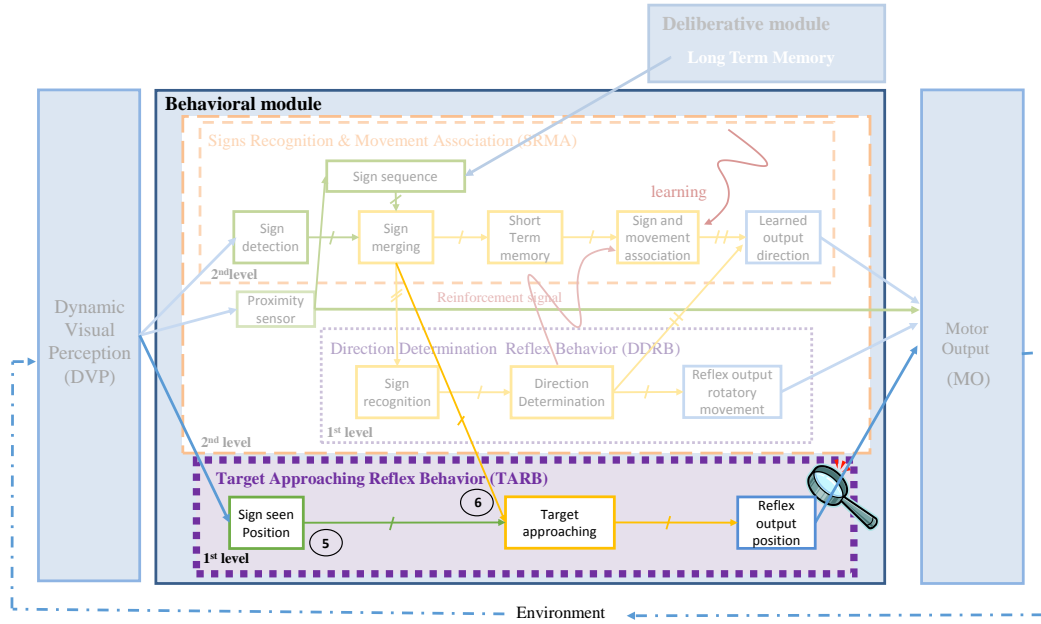 Deliberative module
Long Term Memory
Behavioral module
Signs Recognition & Movement Association (SRMA)
Sign sequence
learning
Sign
detection
Sign
merging
Short
Term
memory
Sign and
movement
association
Learned
output
direction
2nd level
Proximity
sensor
Reinforcement signal
Dynamic
Visual
Perception
(DVP)
Motor
Output
(MO)
Direction Determination Reflex Behavior (DDRB)
Sign
recognition
Direction
Determination
Reflex output
rotatory
movement
1st level
2nd level
Target Approaching Reflex Behavior (TARB)
6
Sign seen
Position
5
Target
approaching
Reflex
output
position
1st level
Environment